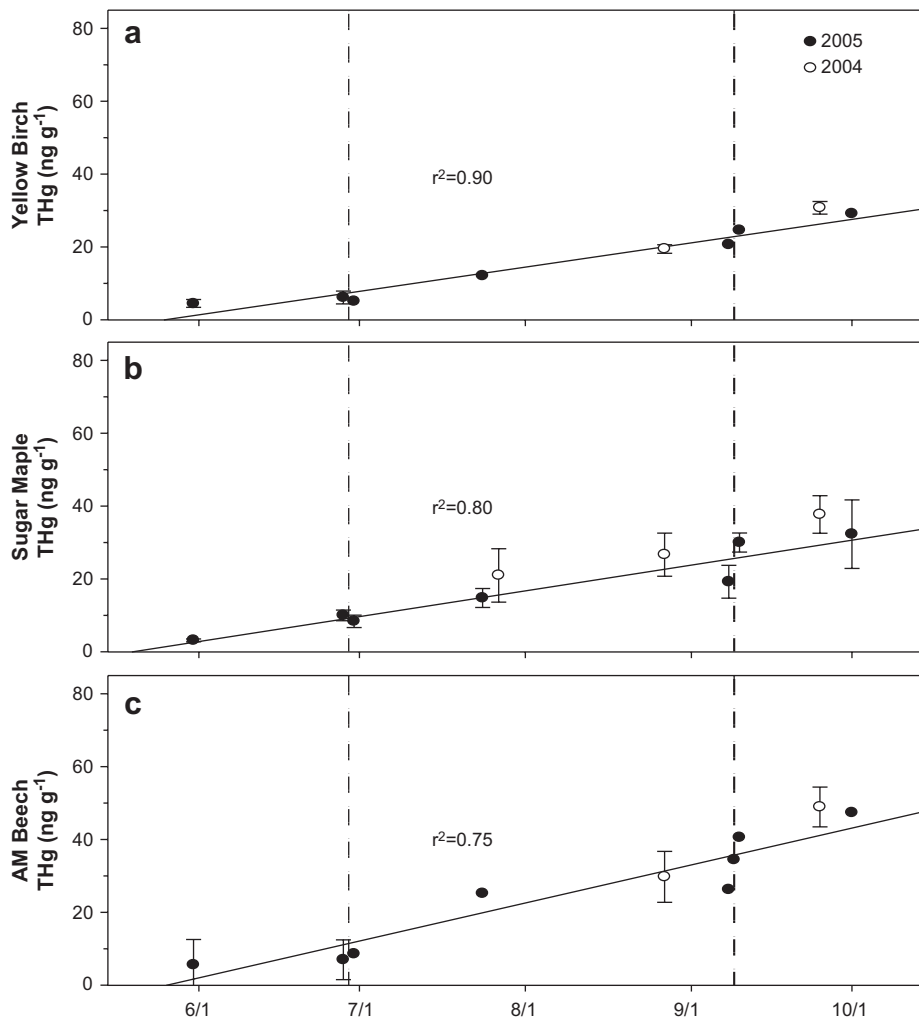 a
2005
2004
80
60
40
20
0
Yellow Birch
THg (ng g⁻¹)
r²=0.90
b
80
60
40
20
0
Sugar Maple
THg (ng g⁻¹)
r²=0.80
c
80
60
40
20
0
AM Beech
THg (ng g⁻¹)
r²=0.75
6/1 7/1 8/1 9/1 10/1